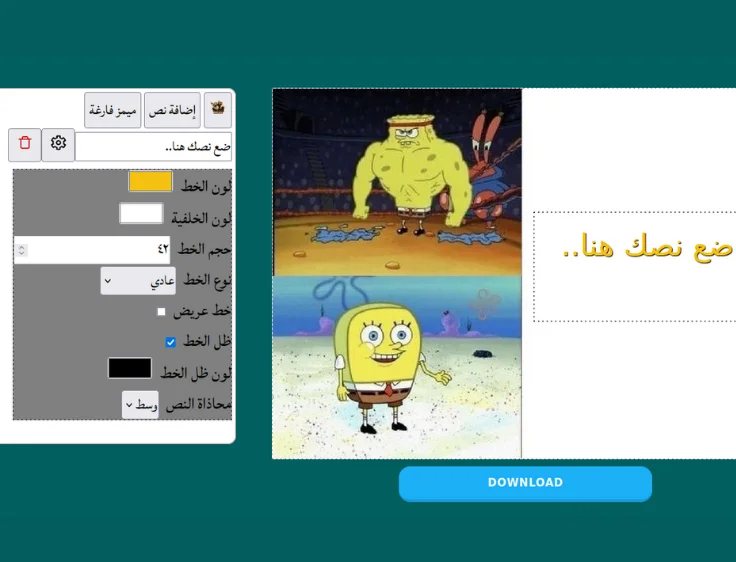 إضافة نص
ميمز فارغة
ضع نصك هنا..
لون الخط
لون الخلفية
حجم الخط ٤٢
نوع الخط عادي
خط عريض
ظل الخط
لون ظل الخط
محاذاة النص وسط
ضع نصك هنا..
DOWNLOAD